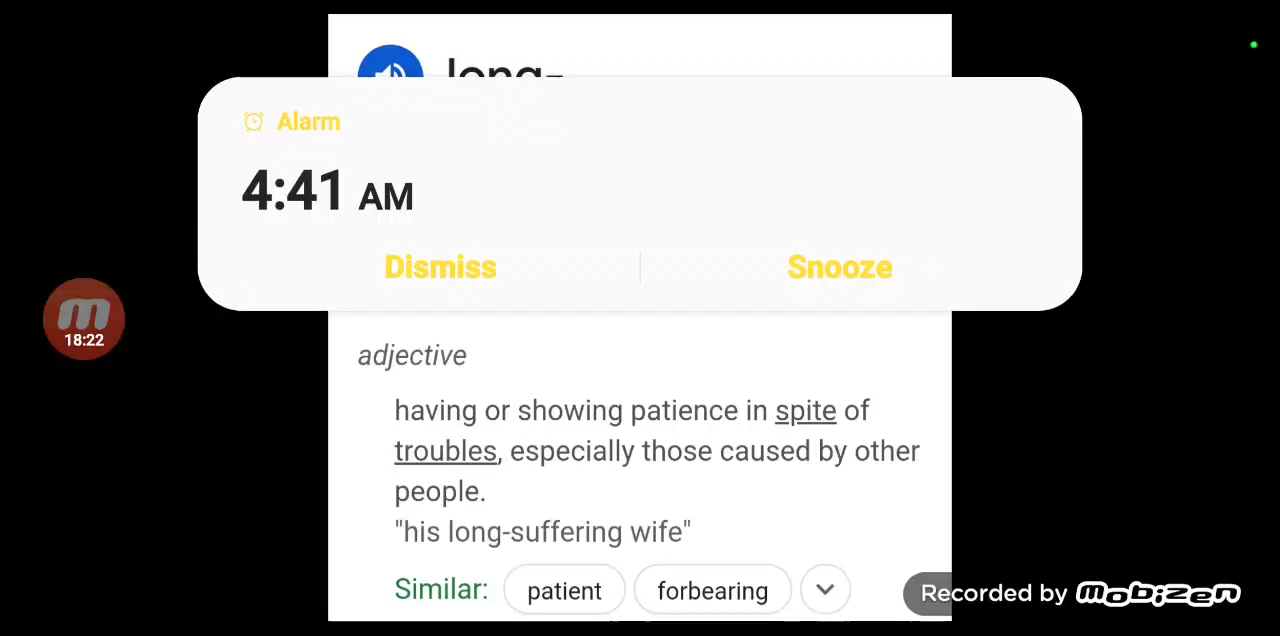 long-
Alarm
4:41 AM
Dismiss
Snooze
18:22
adjective
having or showing patience in spite of
troubles, especially those caused by other
people.
"his long-suffering wife"
Similar: patient forbearing
Recorded by mobizen